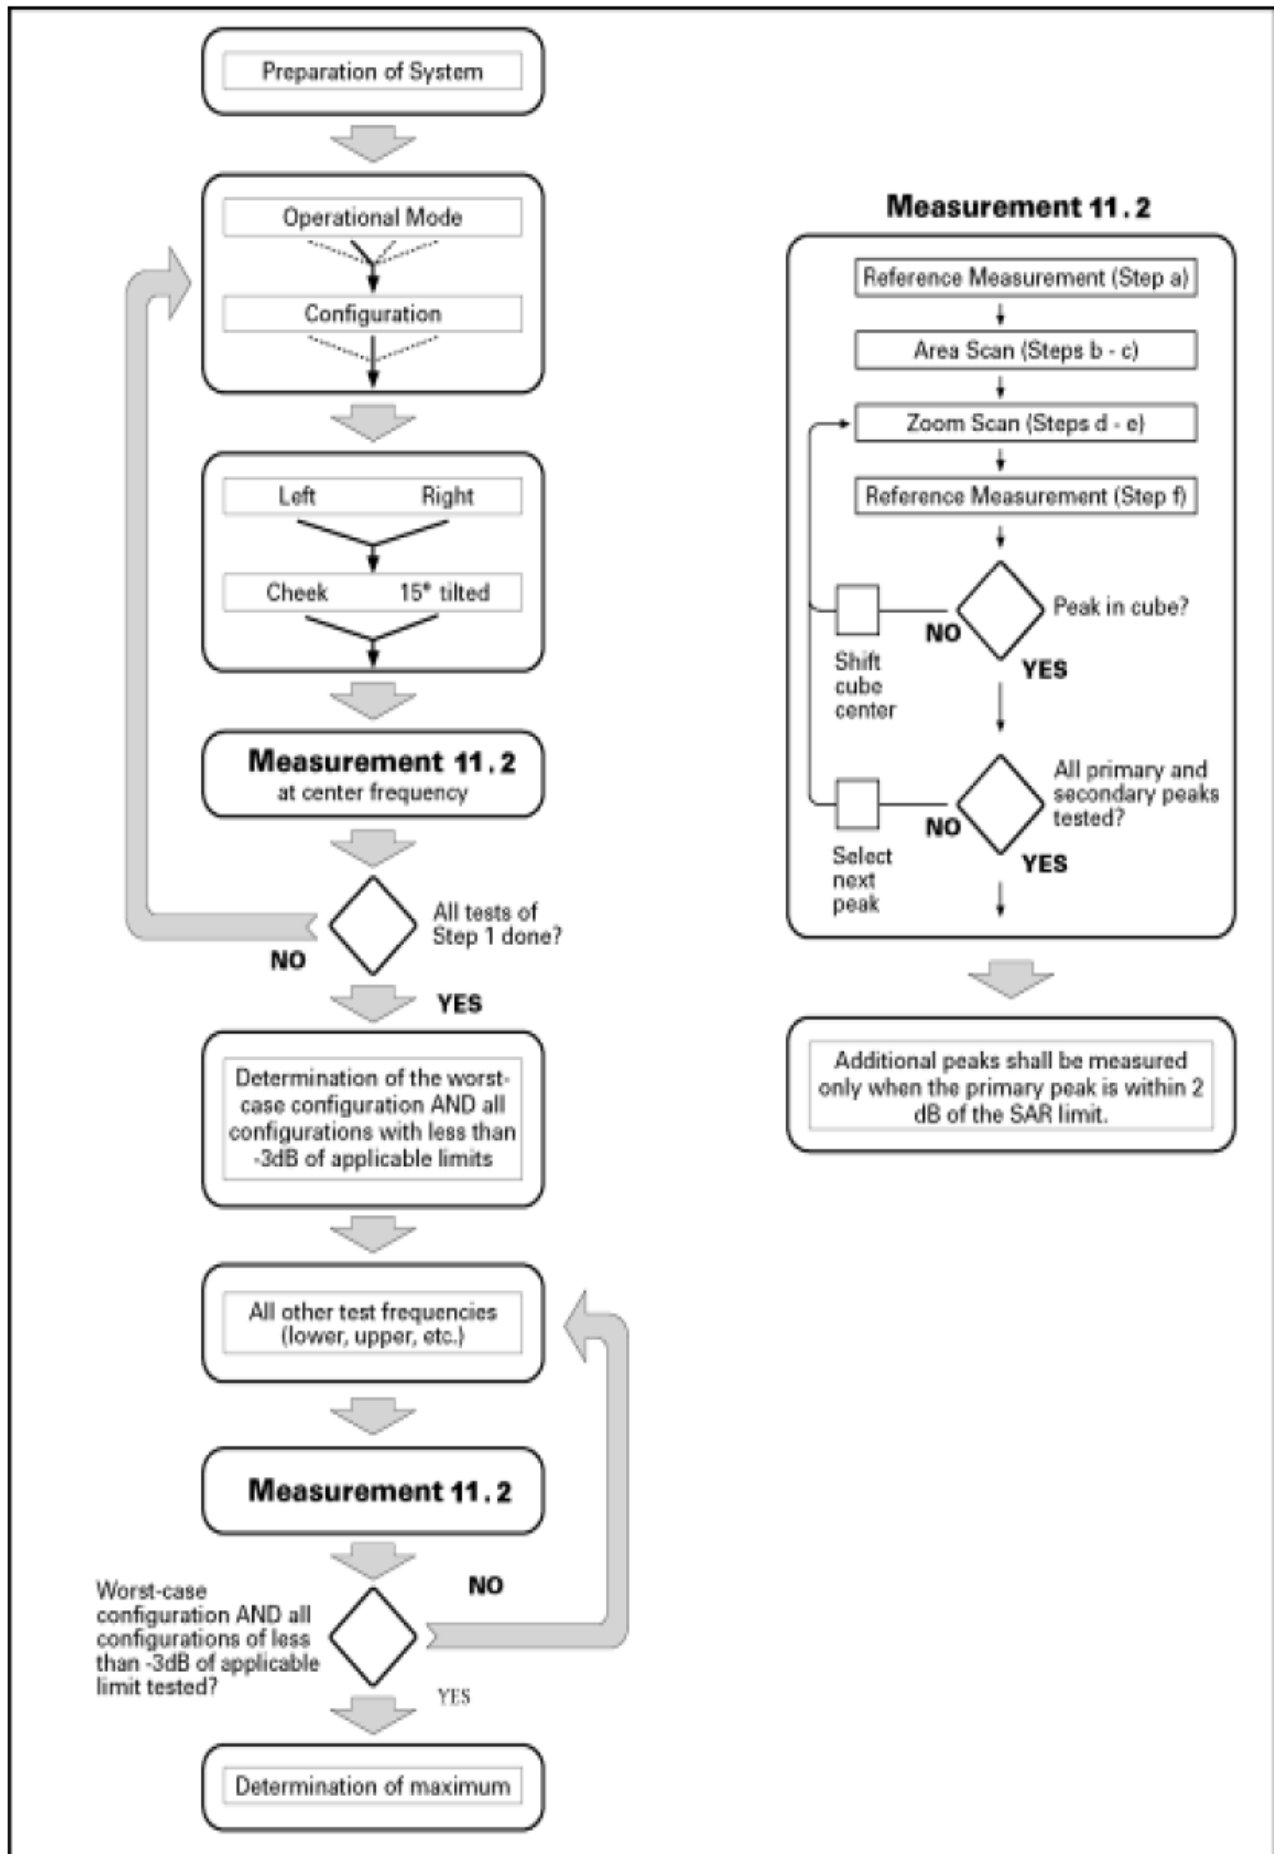 Preparation of System
Operational Mode
Configuration
Left Right
Cheek 15° tilted
Measurement 11.2
at center frequency
All tests of
Step 1 done?
NO
YES
Determination of the worst-
case configuration AND all
configurations with less than
-3dB of applicable limits
All other test frequencies
(lower, upper, etc.)
Measurement 11.2
NO
Worst-case
configuration AND all
configurations of less
than -3dB of applicable
limit tested?
YES
Determination of maximum
Measurement 11.2
Reference Measurement (Step a)
Area Scan (Steps b - c)
Zoom Scan (Steps d - e)
Reference Measurement (Step f)
Peak in cube?
NO
YES
Shift
cube
center
All primary and
secondary peaks
tested?
NO
YES
Select
next
peak
Additional peaks shall be measured
only when the primary peak is within 2
dB of the SAR limit.